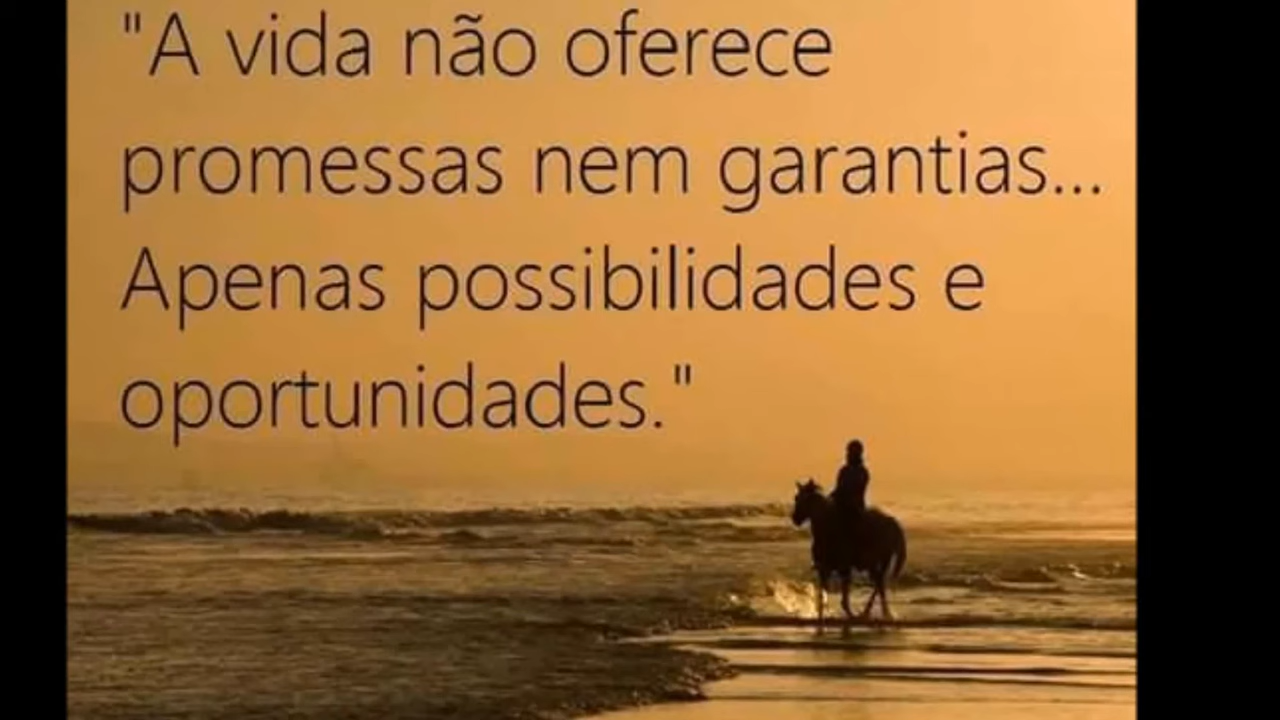 "A vida não oferece
promessas nem garantias...
Apenas possibilidades e
oportunidades."